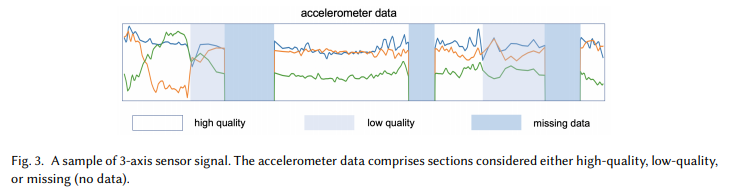 accelerometer data
high quality
low quality
missing data
Fig. 3. A sample of 3-axis sensor signal. The accelerometer data comprises sections considered either high-quality, low-quality,
or missing (no data).